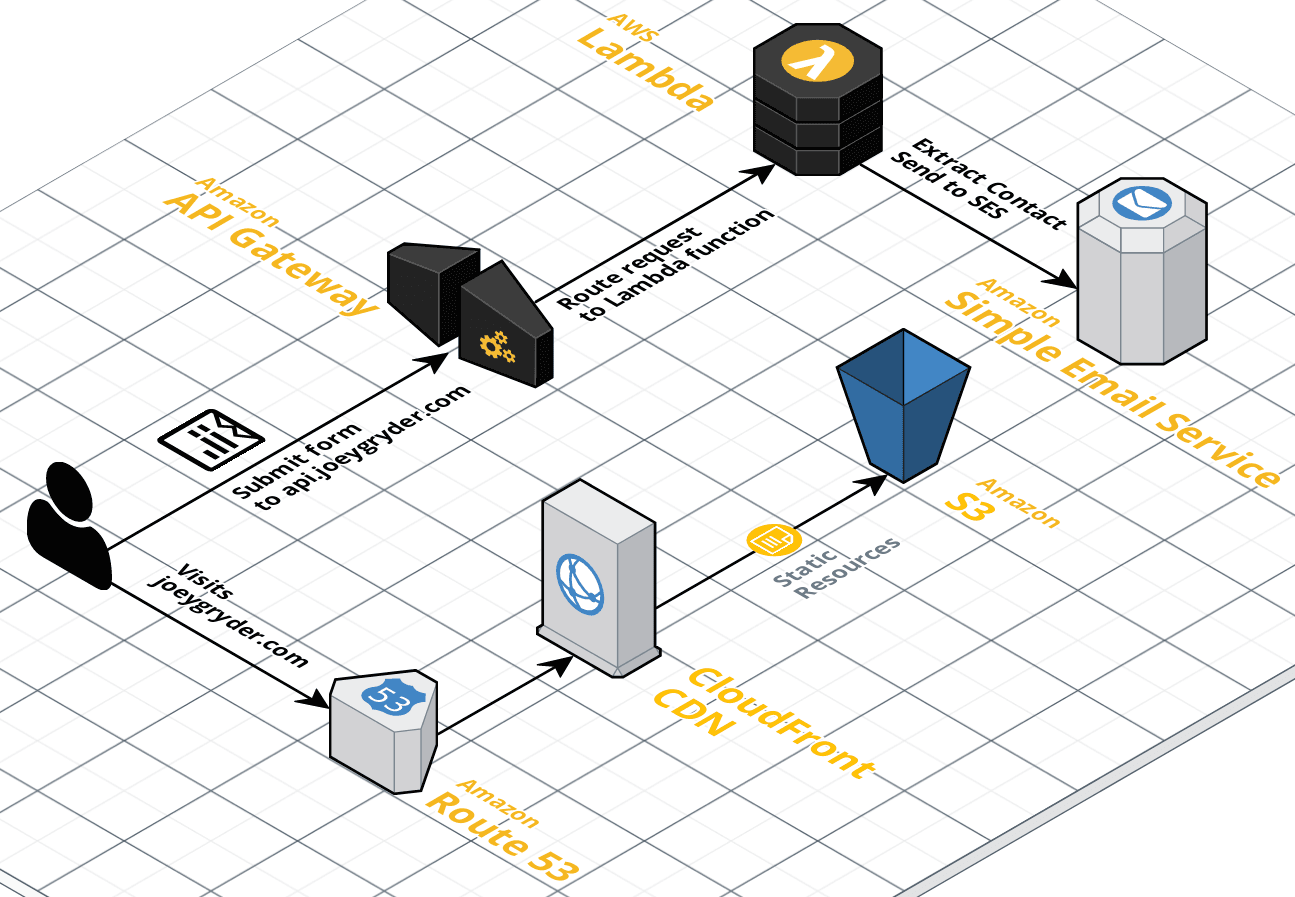 Aws
Lambda
Extract Contact
Send to SES
Amazon
API Gateway
Route request
to Lambda function
Amazon
Simple Email Service
Submit form
to api.joeygryder.com
Amazon
S3
Static
Resources
Visits
joeygryder.com
53
CloudFront
CDN
Amazon
Route 53